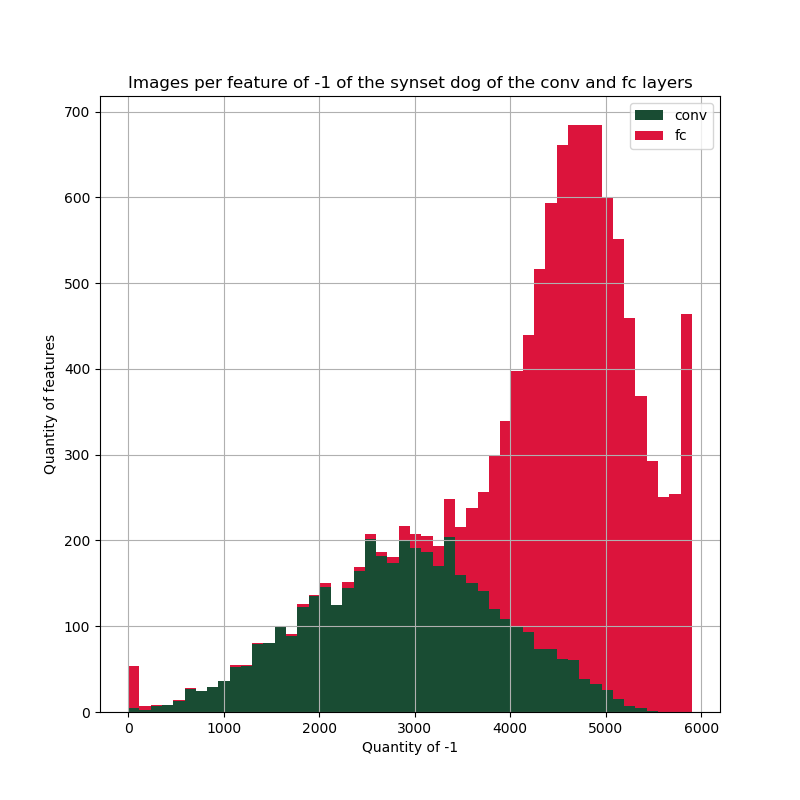 Images per feature of -1 of the synset dog of the conv and fc layers
conv
fc
700
600
500
400
300
200
100
0
Quantity of features
0 1000 2000 3000 4000 5000 6000
Quantity of -1